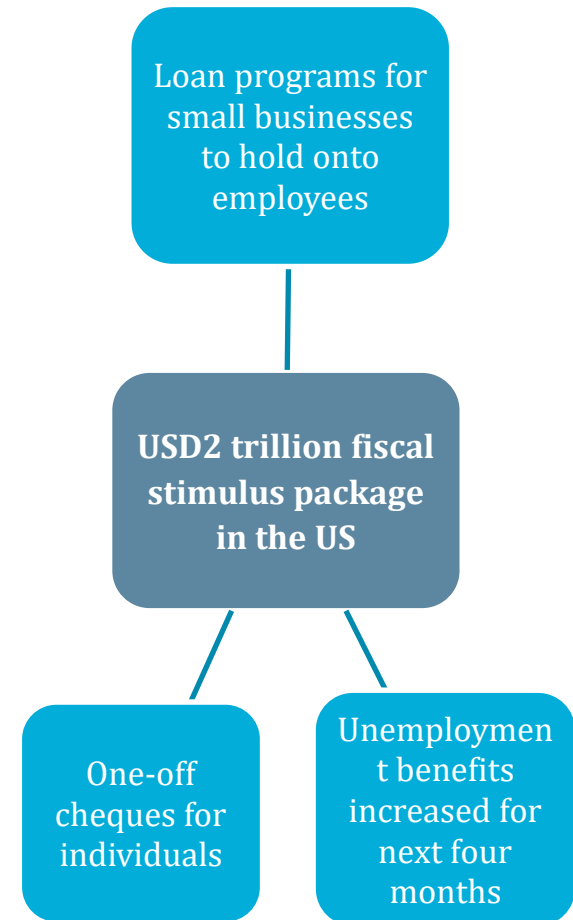 Loan programs for
small businesses
to hold onto
employees
USD2 trillion fiscal
stimulus package
in the US
One-off
cheques for
individuals
Unemploymen
t benefits
increased for
next four
months